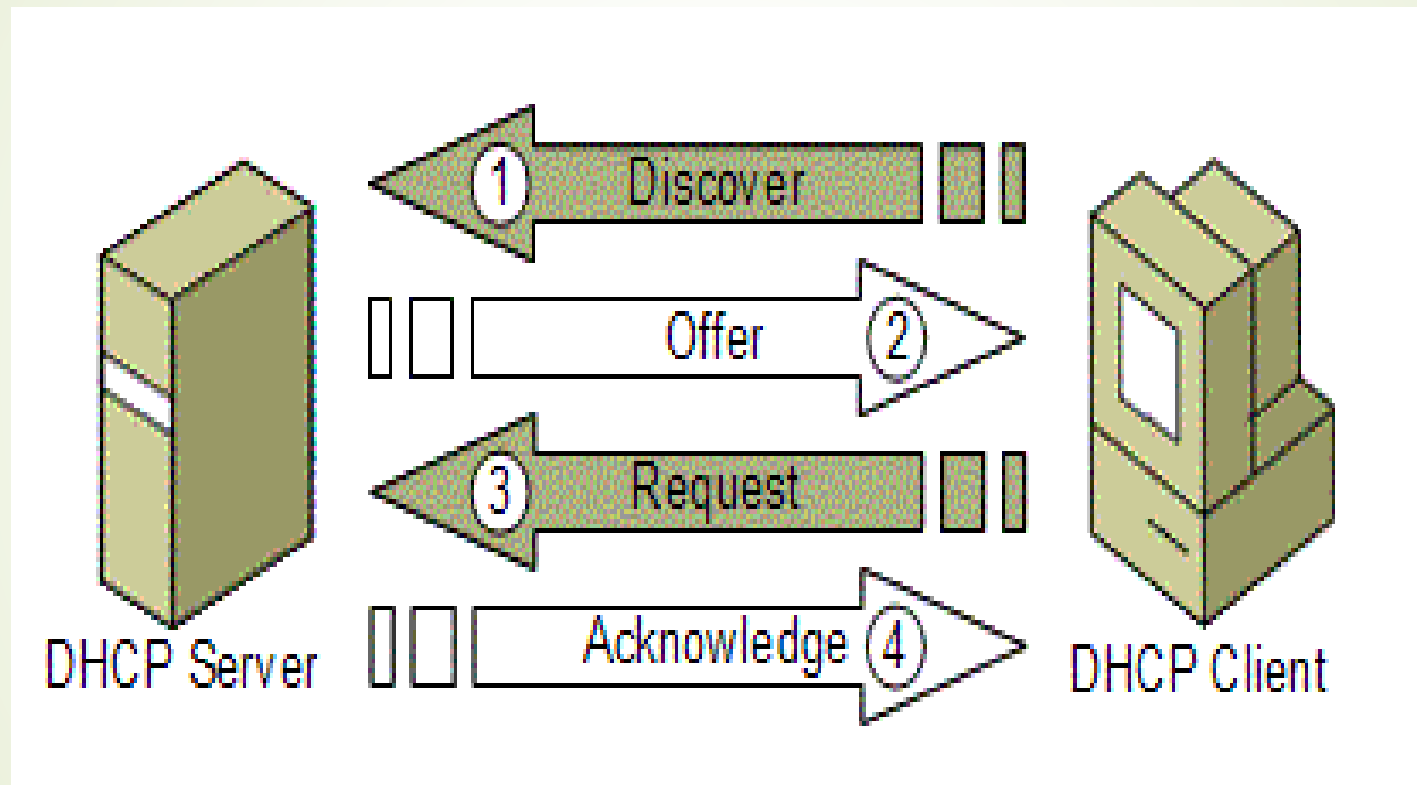 1 Discover
Offer 2
3 Request
Acknowledge 4
DHCP Server
DHCP Client